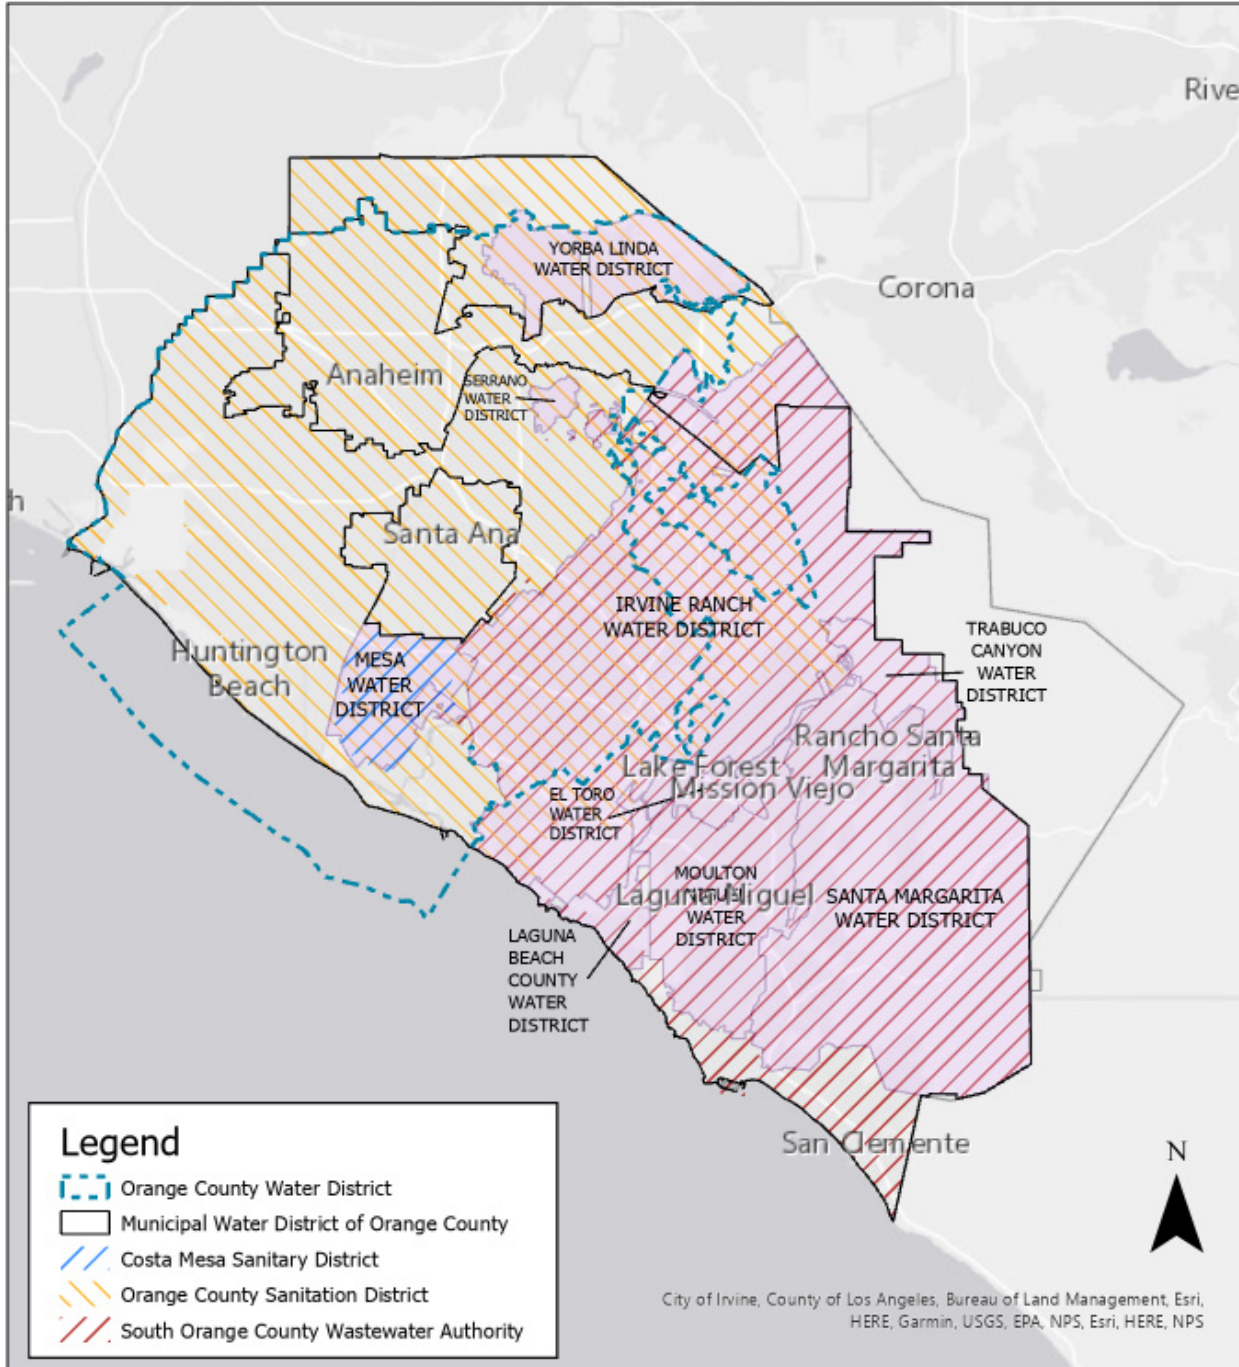 Rive
YORBA LINDA
WATER DISTRICT
Corona
Anaheim
SERRANO
WATER
DISTRICT
h
Santa Ana
IRVINE RANCH
WATER DISTRICT
TRABUCO
CANYON
WATER
DISTRICT
Huntington
Beach
MESA
WATER
DISTRICT
Rancho Santa
Margarita
Lake Forest
Mission Viejo
EL TORO
WATER
DISTRICT
MOULTON
NIGUEL
WATER
DISTRICT
Laguna Niguel
SANTA MARGARITA
WATER DISTRICT
LAGUNA
BEACH
COUNTY
WATER
DISTRICT
San Clemente
N
Legend
Orange County Water District
Municipal Water District of Orange County
Costa Mesa Sanitary District
Orange County Sanitation District
South Orange County Wastewater Authority
City of Irvine, County of Los Angeles, Bureau of Land Management, Esri,
HERE, Garmin, USGS, EPA, NPS, Esri, HERE, NPS